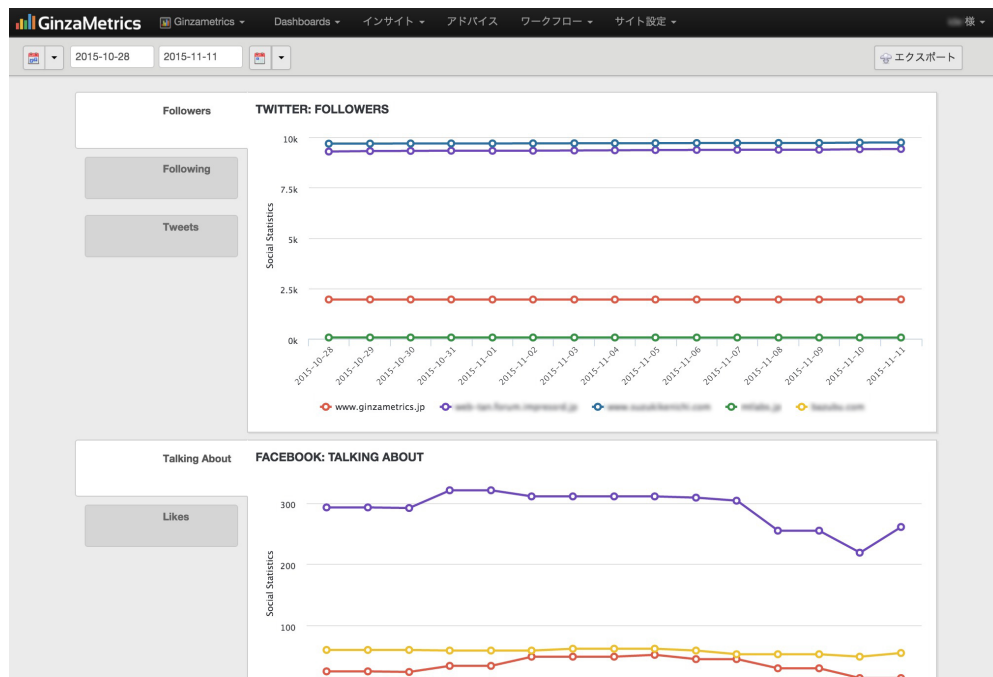 GinzaMetrics Ginzametrics Dashboards インサイト アドバイス ワークフロー サイト設定 様
2015-10-28 2015-11-11 エクスポート
Followers
Following
Tweets
TWITTER: FOLLOWERS
10k
7.5k
5k
2.5k
0k
Social Statistics
2015-10-28 2015-10-29 2015-10-30 2015-10-31 2015-11-01 2015-11-02 2015-11-03 2015-11-04 2015-11-05 2015-11-06 2015-11-07 2015-11-08 2015-11-09 2015-11-10 2015-11-11
www.ginzametrics.jp
Talking About
Likes
FACEBOOK: TALKING ABOUT
300
200
100
Social Statistics